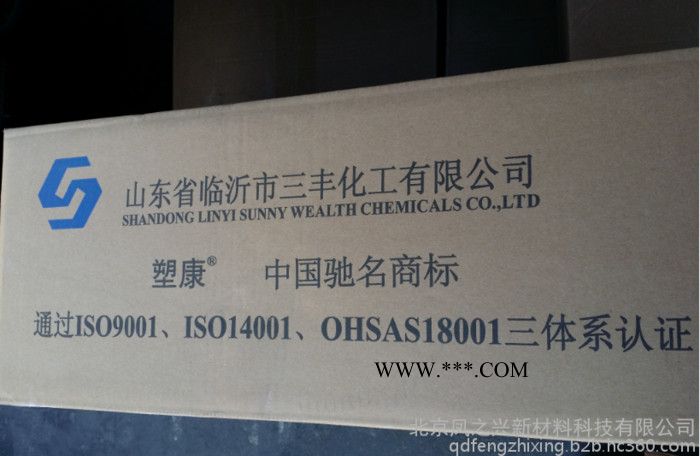 山东省临沂市三丰化工有限公司
SHANDONG LINYI SUNNY WEALTH CHEMICALS CO.,LTD
塑康® 中国驰名商标
通过ISO9001、ISO14001、OHSAS18001三体系认证
WWW.***.COM
北京凤之兴新材料科技有限公司
qdfengzhixing.b2b.hc360.com